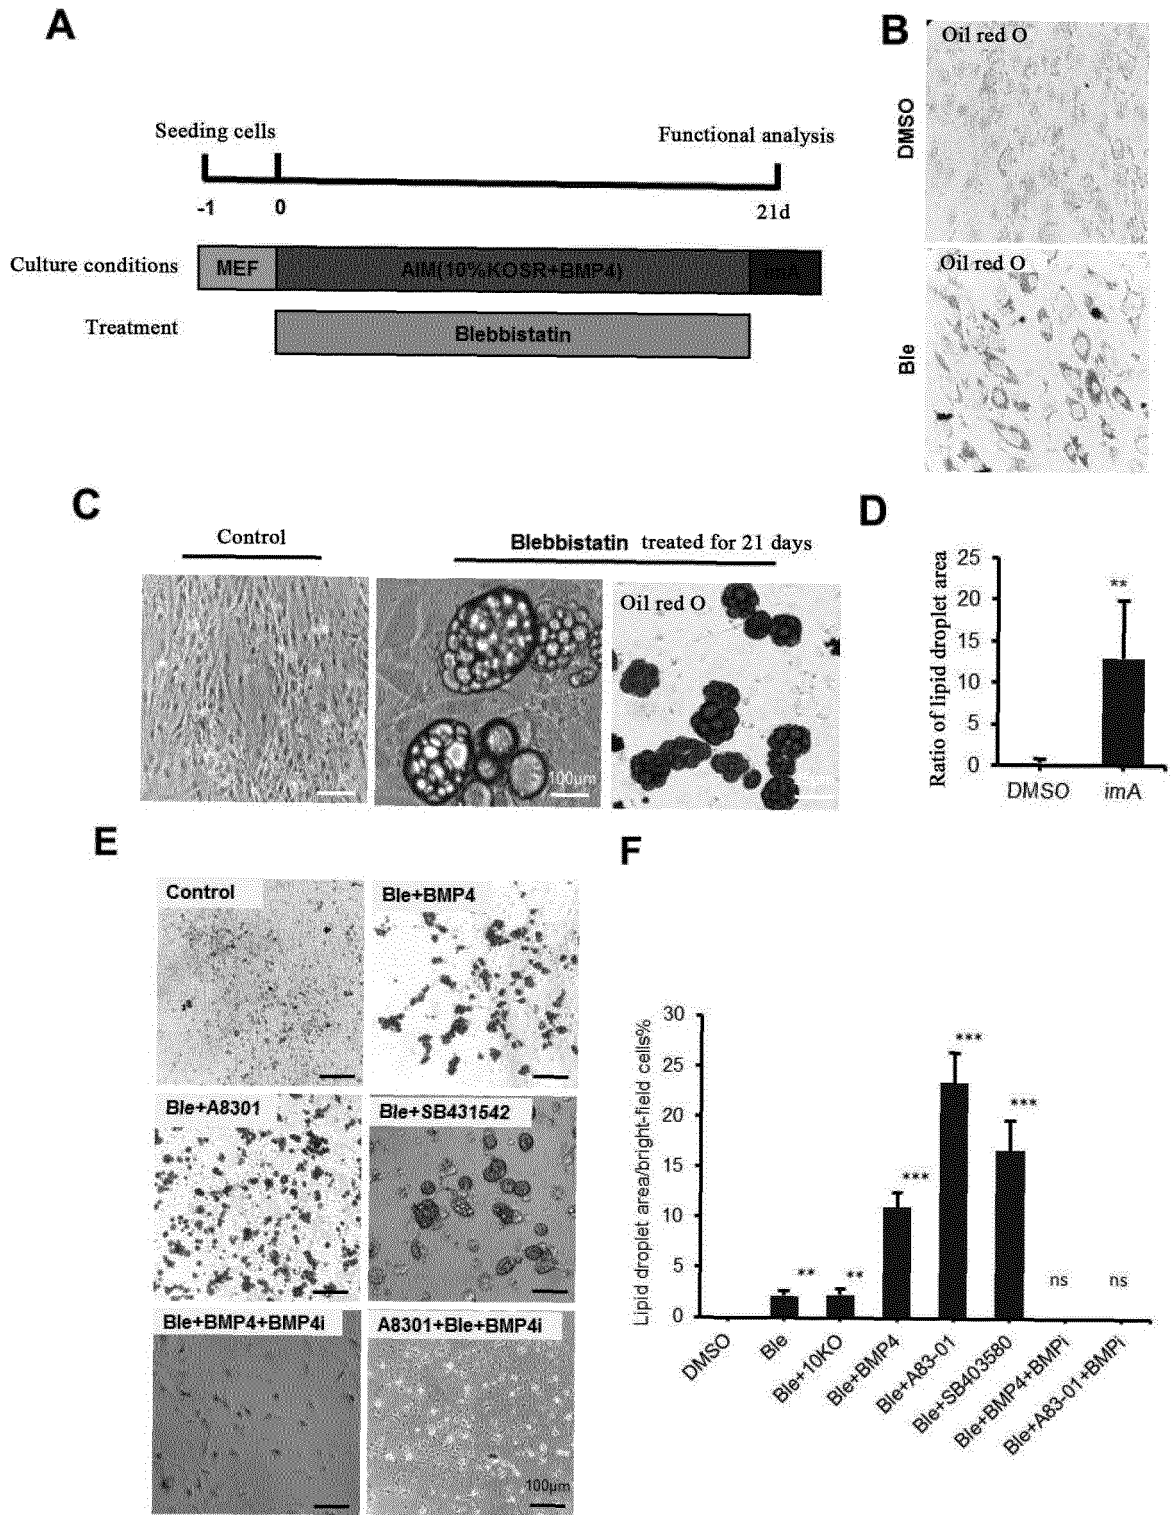 A
Seeding cells
Functional analysis
-1
0
21d
Culture conditions
MEF
AIM(10%KOSR+BMP4)
Treatment
Blebbistatin
B
Oil red O
DMSO
Oil red O
Ble
C
Control
Blebbistatin treated for 21 days
Oil red O
100μm
D
Ratio of lipid droplet area
25
20
15
10
5
0
**
DMSO
imA
E
Control
Ble+BMP4
Ble+A8301
Ble+SB431542
Ble+BMP4+BMP4i
A8301+Ble+BMP4i
100μm
F
Lipid droplet area/bright-field cells%
30
25
20
15
10
5
0
**
**
***
***
***
ns
ns
DMSO
Ble
Ble+10KO
Ble+BMP4
Ble+A83-01
Ble+SB403580
Ble+BMP4+BMPi
Ble+A83-01+BMPi